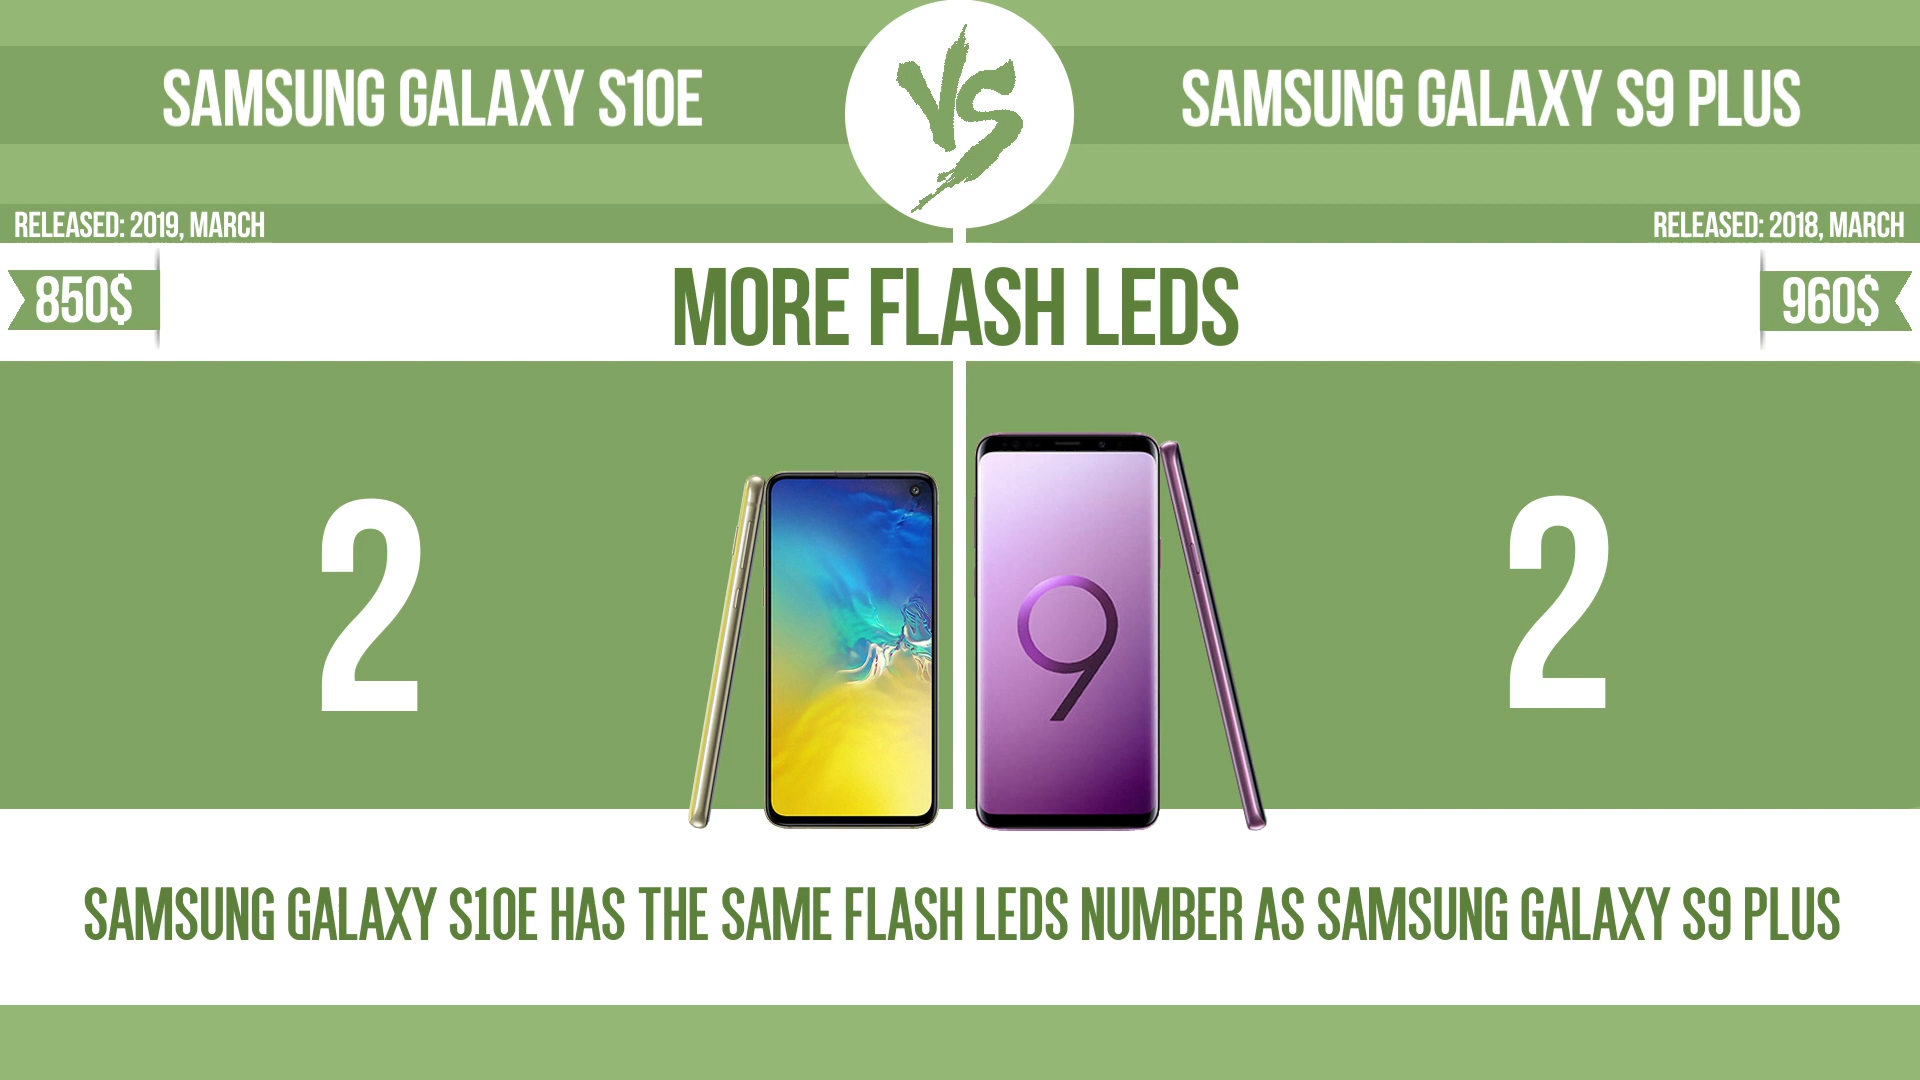 SAMSUNG GALAXY S10E
VS
SAMSUNG GALAXY S9 PLUS
RELEASED: 2019, MARCH
RELEASED: 2018, MARCH
850$
MORE FLASH LEDS
960$
2
9
2
SAMSUNG GALAXY S10E HAS THE SAME FLASH LEDS NUMBER AS SAMSUNG GALAXY S9 PLUS